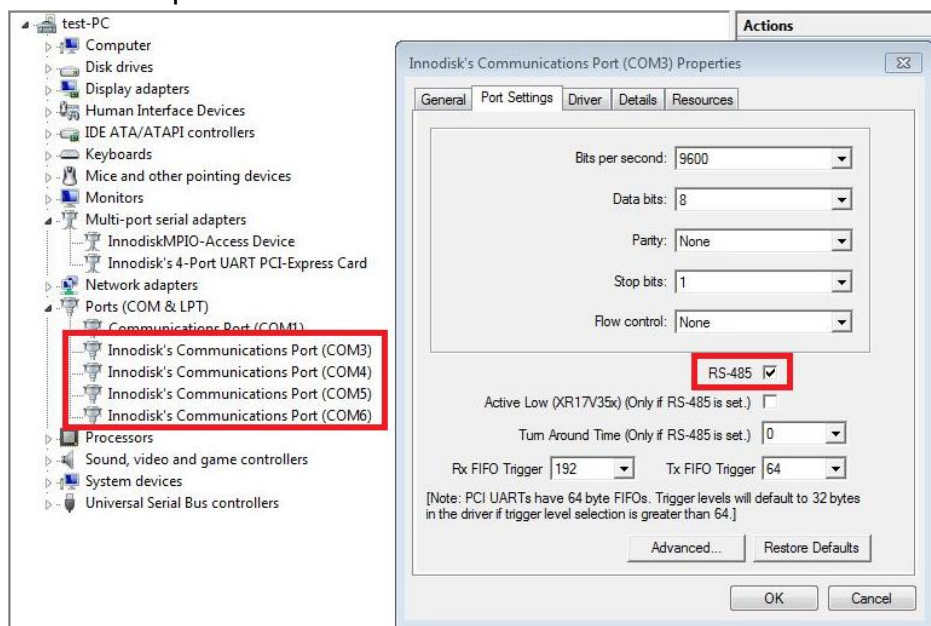 test-PC
Computer
Disk drives
Display adapters
Human Interface Devices
IDE ATA/ATAPI controllers
Keyboards
Mice and other pointing devices
Monitors
Multi-port serial adapters
InnodiskMPIO-Access Device
Innodisk's 4-Port UART PCI-Express Card
Network adapters
Ports (COM & LPT)
Communications Port (COM1)
Innodisk's Communications Port (COM3)
Innodisk's Communications Port (COM4)
Innodisk's Communications Port (COM5)
Innodisk's Communications Port (COM6)
Processors
Sound, video and game controllers
System devices
Universal Serial Bus controllers
Actions
Innodisk's Communications Port (COM3) Properties
General Port Settings Driver Details Resources
Bits per second: 9600
Data bits: 8
Parity: None
Stop bits: 1
Flow control: None
RS-485
Active Low (XR17V35x) (Only if RS-485 is set.)
Turn Around Time (Only if RS-485 is set.) 0
Rx FIFO Trigger 192 Tx FIFO Trigger 64
[Note: PCI UARTs have 64 byte FIFOs. Trigger levels will default to 32 bytes
in the driver if trigger level selection is greater than 64.]
Advanced... Restore Defaults
OK Cancel